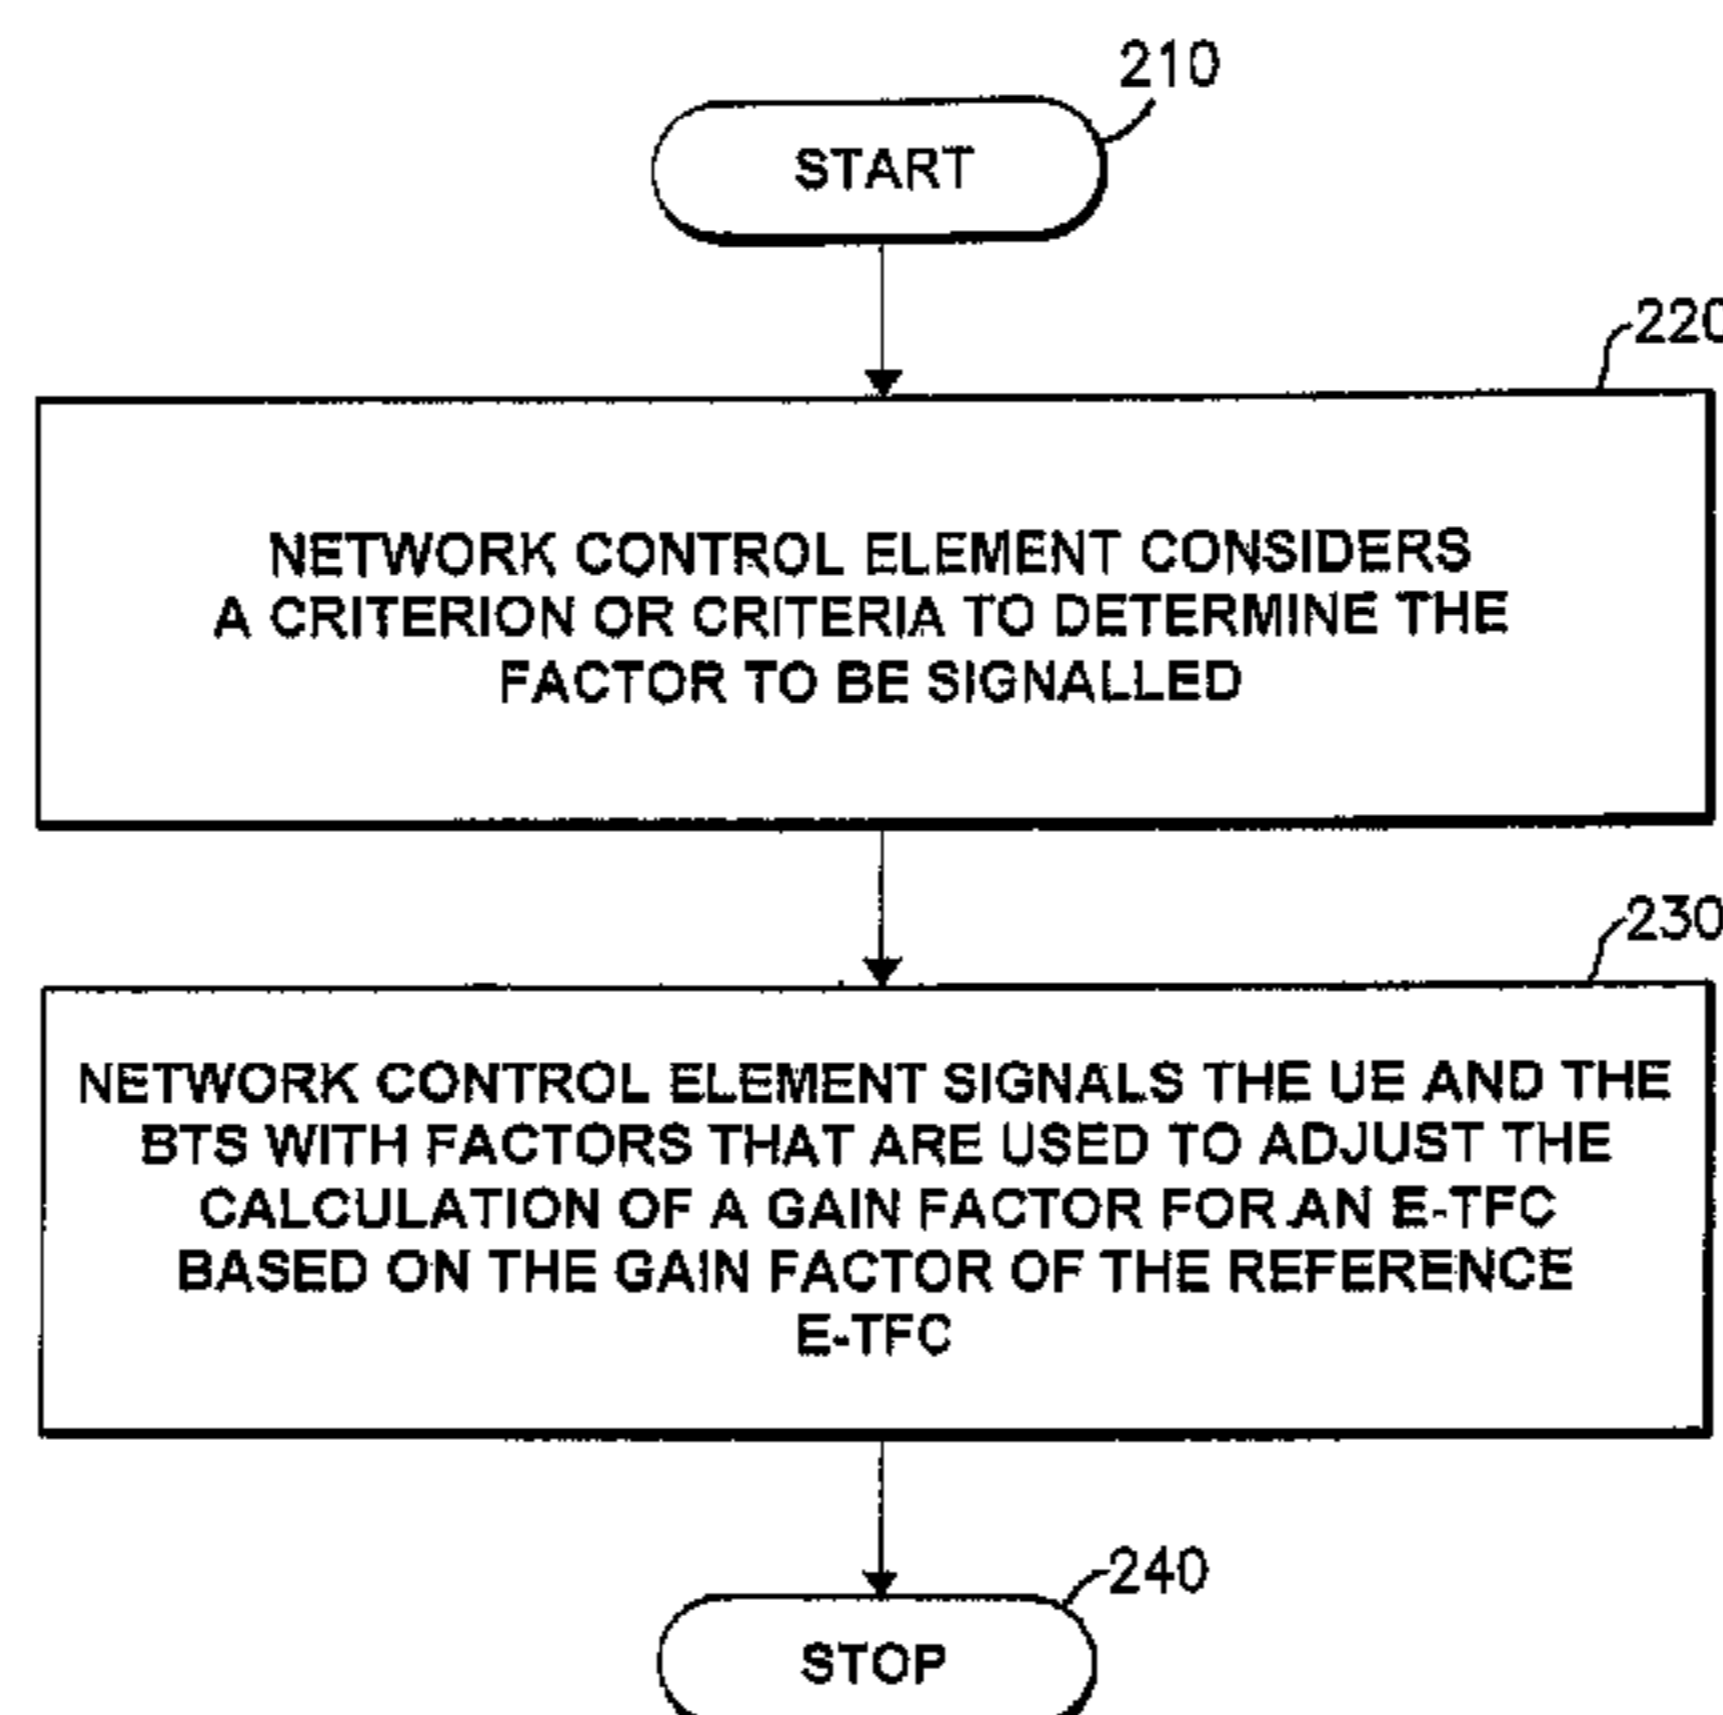 210
START
220
NETWORK CONTROL ELEMENT CONSIDERS
A CRITERION OR CRITERIA TO DETERMINE THE
FACTOR TO BE SIGNALLED
230
NETWORK CONTROL ELEMENT SIGNALS THE UE AND THE
BTS WITH FACTORS THAT ARE USED TO ADJUST THE
CALCULATION OF A GAIN FACTOR FOR AN E-TFC
BASED ON THE GAIN FACTOR OF THE REFERENCE
E-TFC
240
STOP